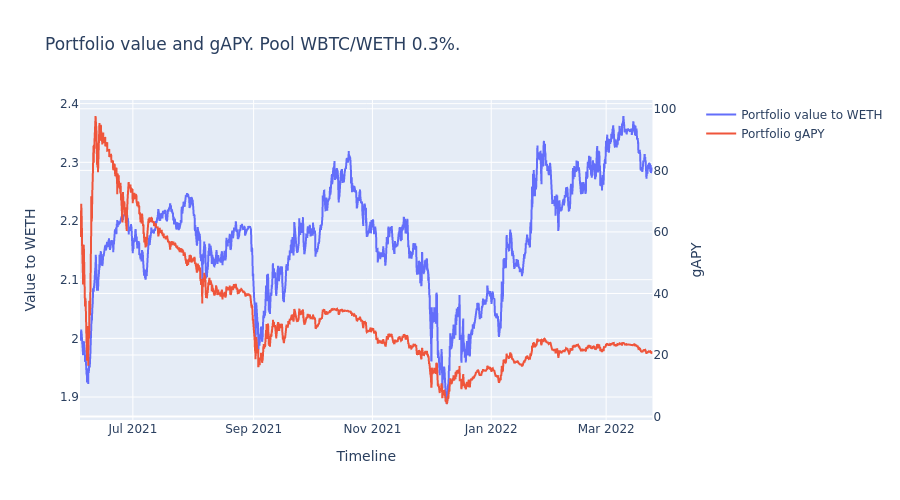 Portfolio value and gAPY. Pool WBTC/WETH 0.3%.
Portfolio value to WETH
Portfolio gAPY
Value to WETH
2.4
2.3
2.2
2.1
2
1.9
100
80
60
40
20
0
gAPY
Jul 2021
Sep 2021
Nov 2021
Jan 2022
Mar 2022
Timeline